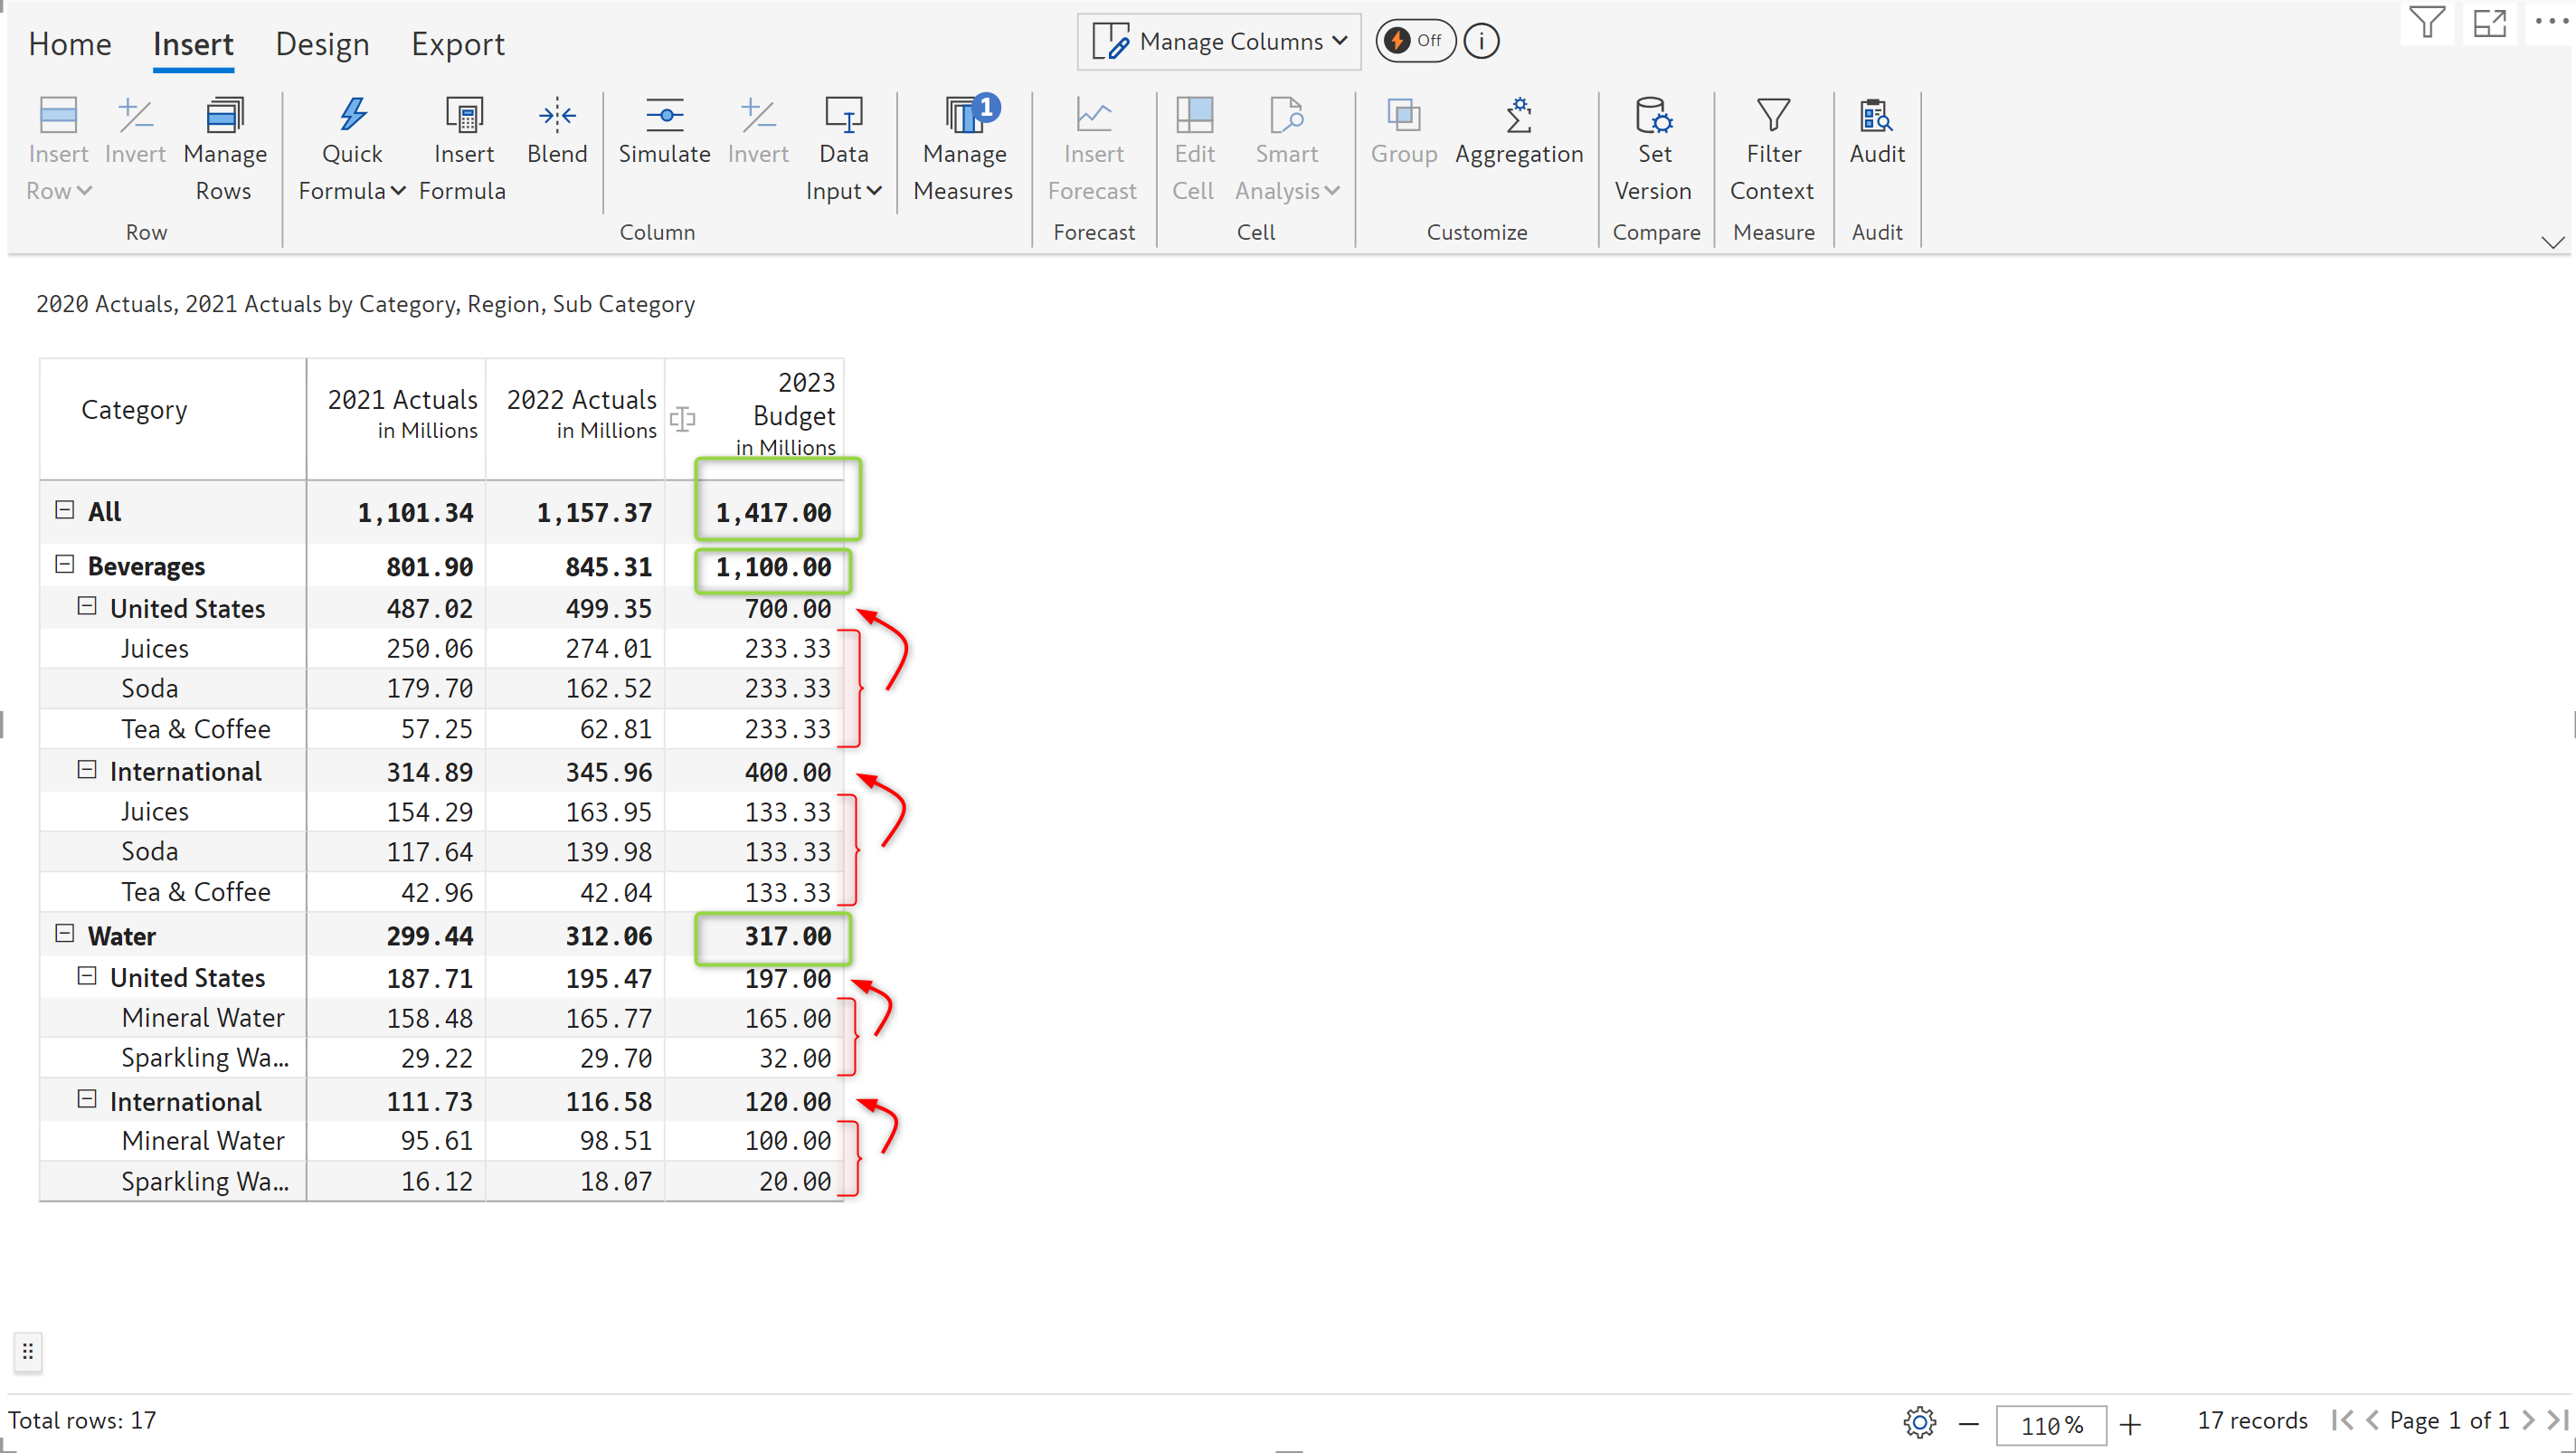 Home Insert Design Export Manage Columns Off i
Insert Row Invert Manage Rows Quick Formula Insert Formula Blend Simulate Invert Data Input Manage Measures 1 Insert Forecast Edit Cell Smart Analysis Group Aggregation Set Version Filter Context Audit
Row Column Forecast Cell Customize Compare Measure Audit
2020 Actuals, 2021 Actuals by Category, Region, Sub Category
Category 2021 Actuals in Millions 2022 Actuals in Millions 2023 Budget in Millions
All 1,101.34 1,157.37 1,417.00
Beverages 801.90 845.31 1,100.00
United States 487.02 499.35 700.00
Juices 250.06 274.01 233.33
Soda 179.70 162.52 233.33
Tea & Coffee 57.25 62.81 233.33
International 314.89 345.96 400.00
Juices 154.29 163.95 133.33
Soda 117.64 139.98 133.33
Tea & Coffee 42.96 42.04 133.33
Water 299.44 312.06 317.00
United States 187.71 195.47 197.00
Mineral Water 158.48 165.77 165.00
Sparkling Wa... 29.22 29.70 32.00
International 111.73 116.58 120.00
Mineral Water 95.61 98.51 100.00
Sparkling Wa... 16.12 18.07 20.00
Total rows: 17 110% 17 records Page 1 of 1